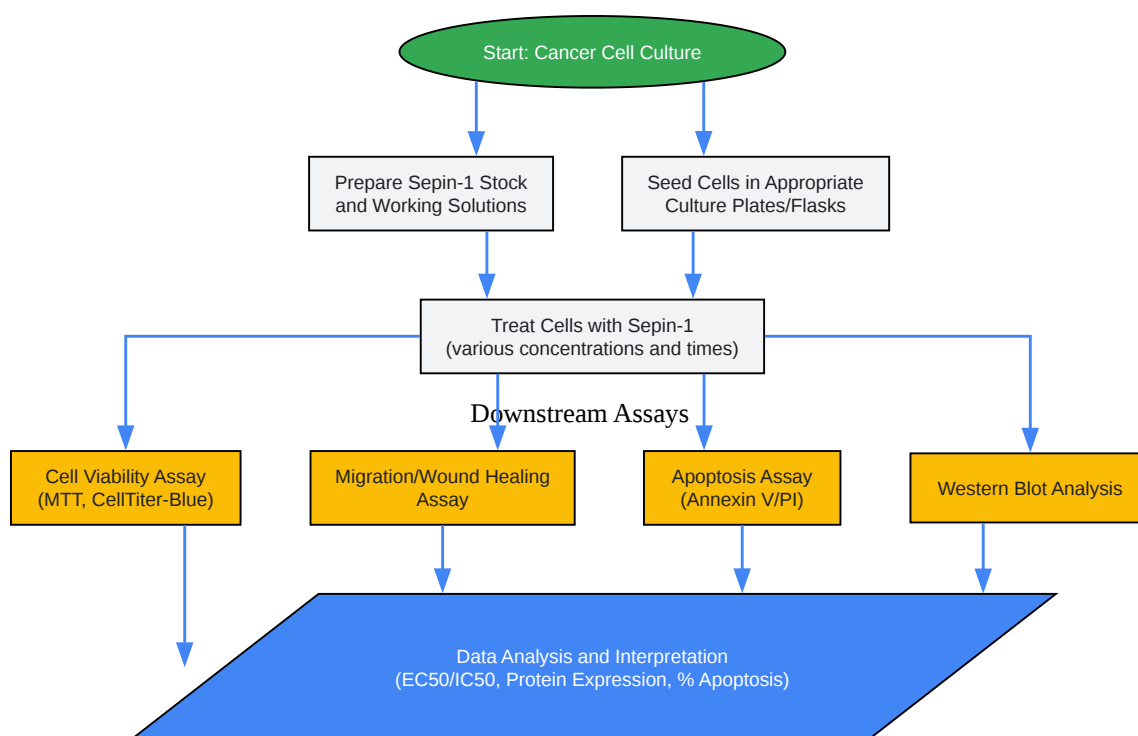 Start: Cancer Cell Culture
Prepare Sepin-1 Stock
and Working Solutions
Seed Cells in Appropriate
Culture Plates/Flasks
Treat Cells with Sepin-1
(various concentrations and times)
Downstream Assays
Cell Viability Assay
(MTT, CellTiter-Blue)
Migration/Wound Healing
Assay
Apoptosis Assay
(Annexin V/PI)
Western Blot Analysis
Data Analysis and Interpretation
(EC50/IC50, Protein Expression, % Apoptosis)